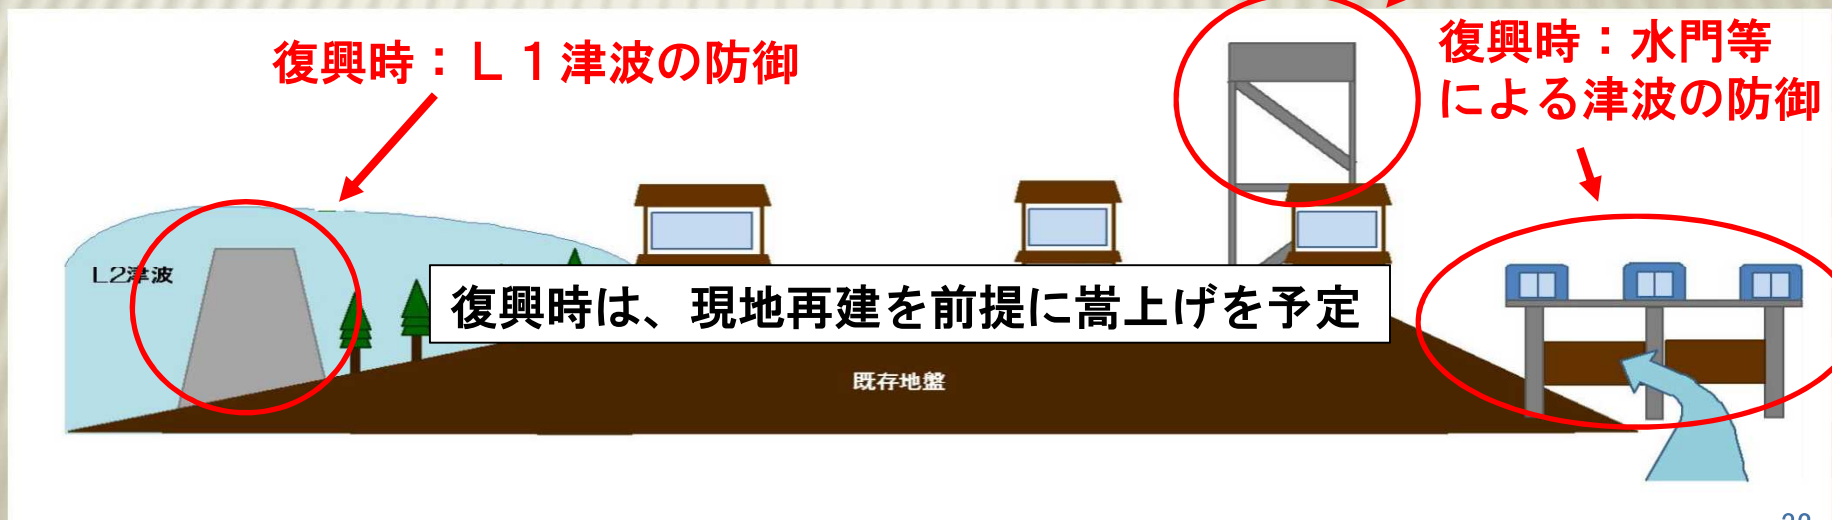 復興時：Ｌ１津波の防御
復興時：水門等
による津波の防御
L2津波
復興時は、現地再建を前提に嵩上げを予定
既存地盤